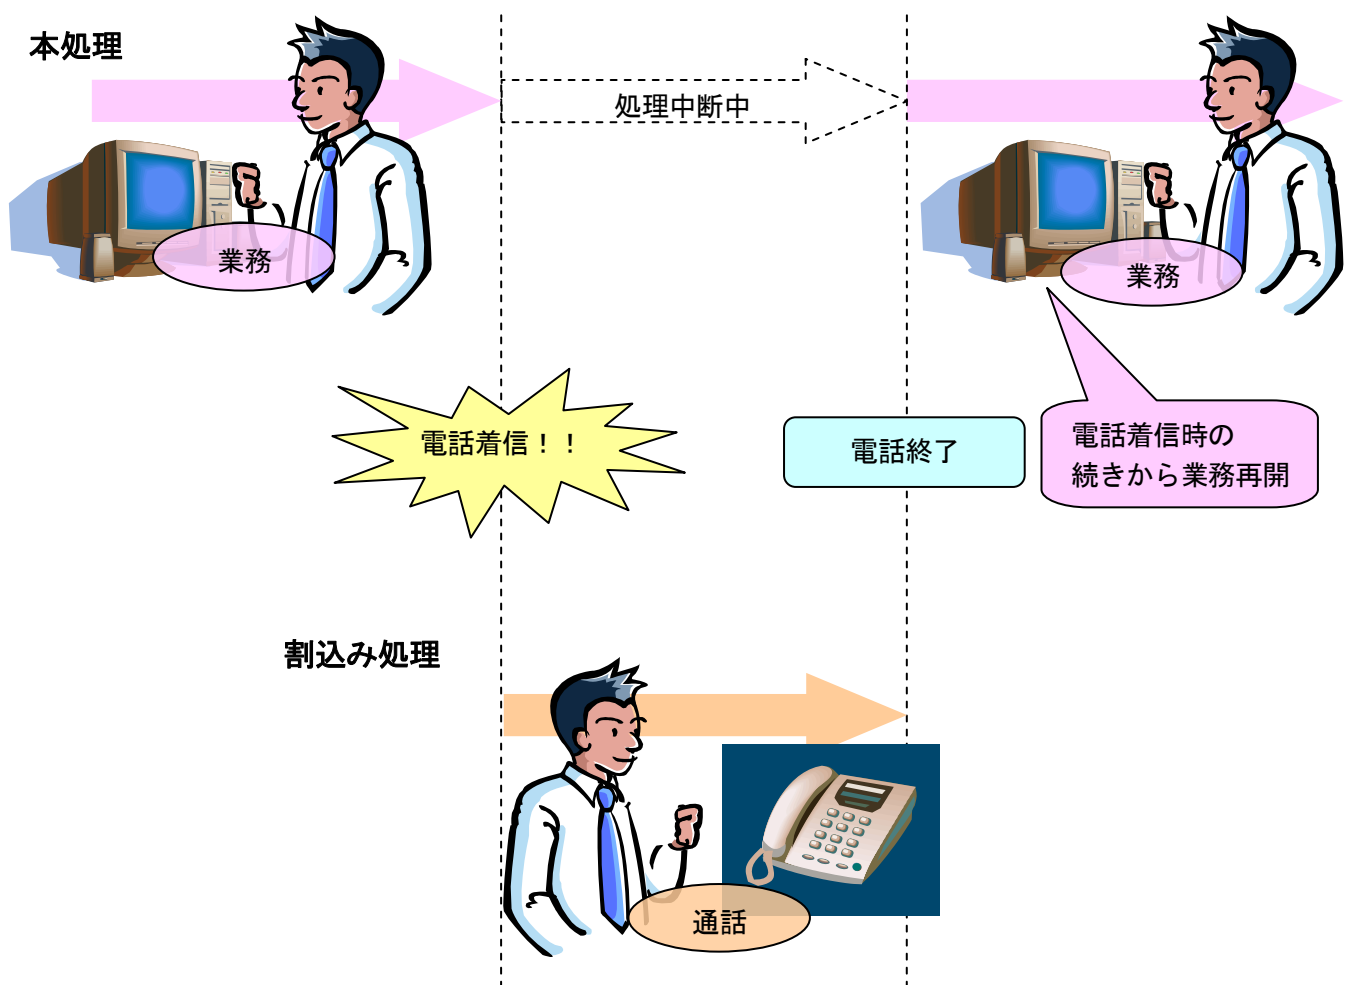 本処理
処理中断中
業務
業務
電話着信！！
電話終了
電話着信時の
続きから業務再開
割込み処理
通話